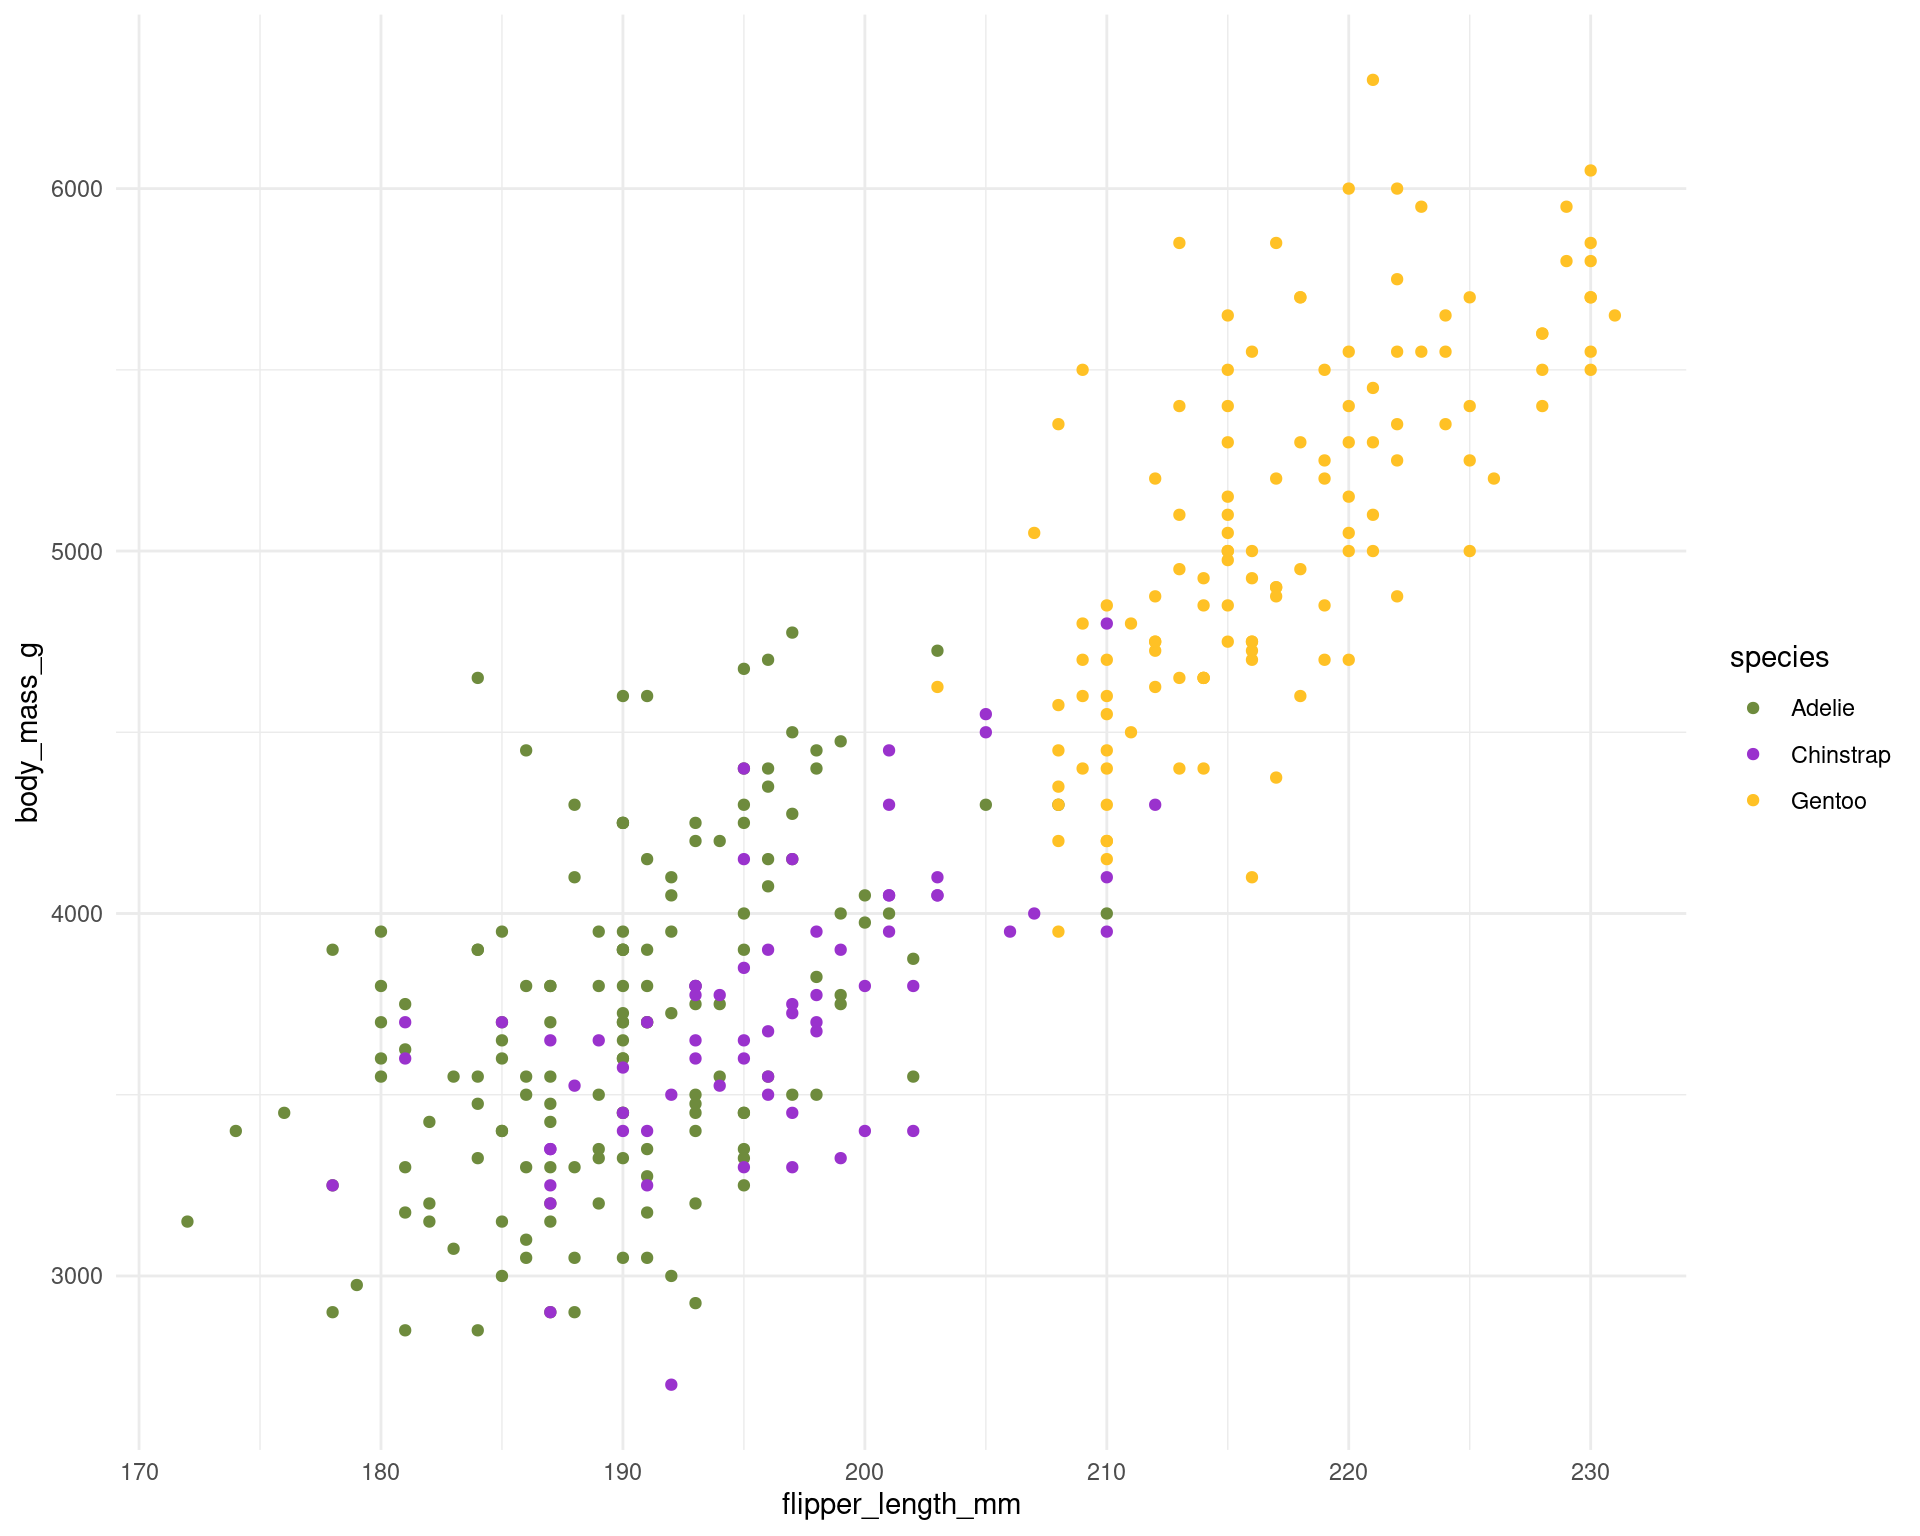 6000
5000
4000
3000
body_mass_g
170 180 190 200 210 220 230
flipper_length_mm
species
Adelie
Chinstrap
Gentoo